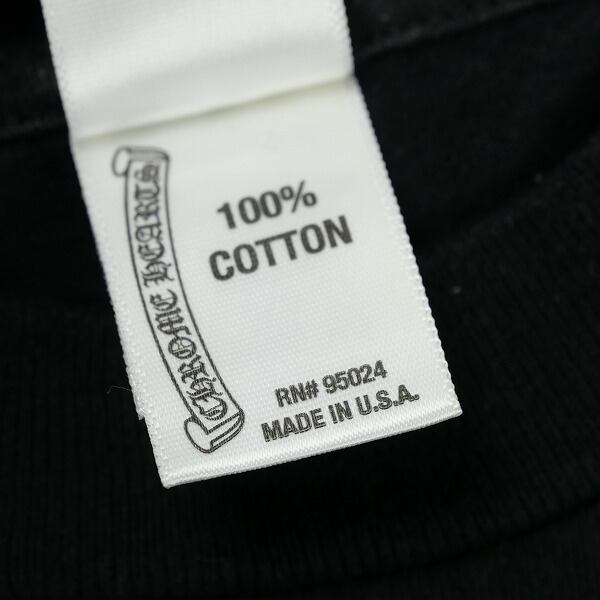 CHROME HEARTS
100%
COTTON
RN# 95024
MADE IN U.S.A.